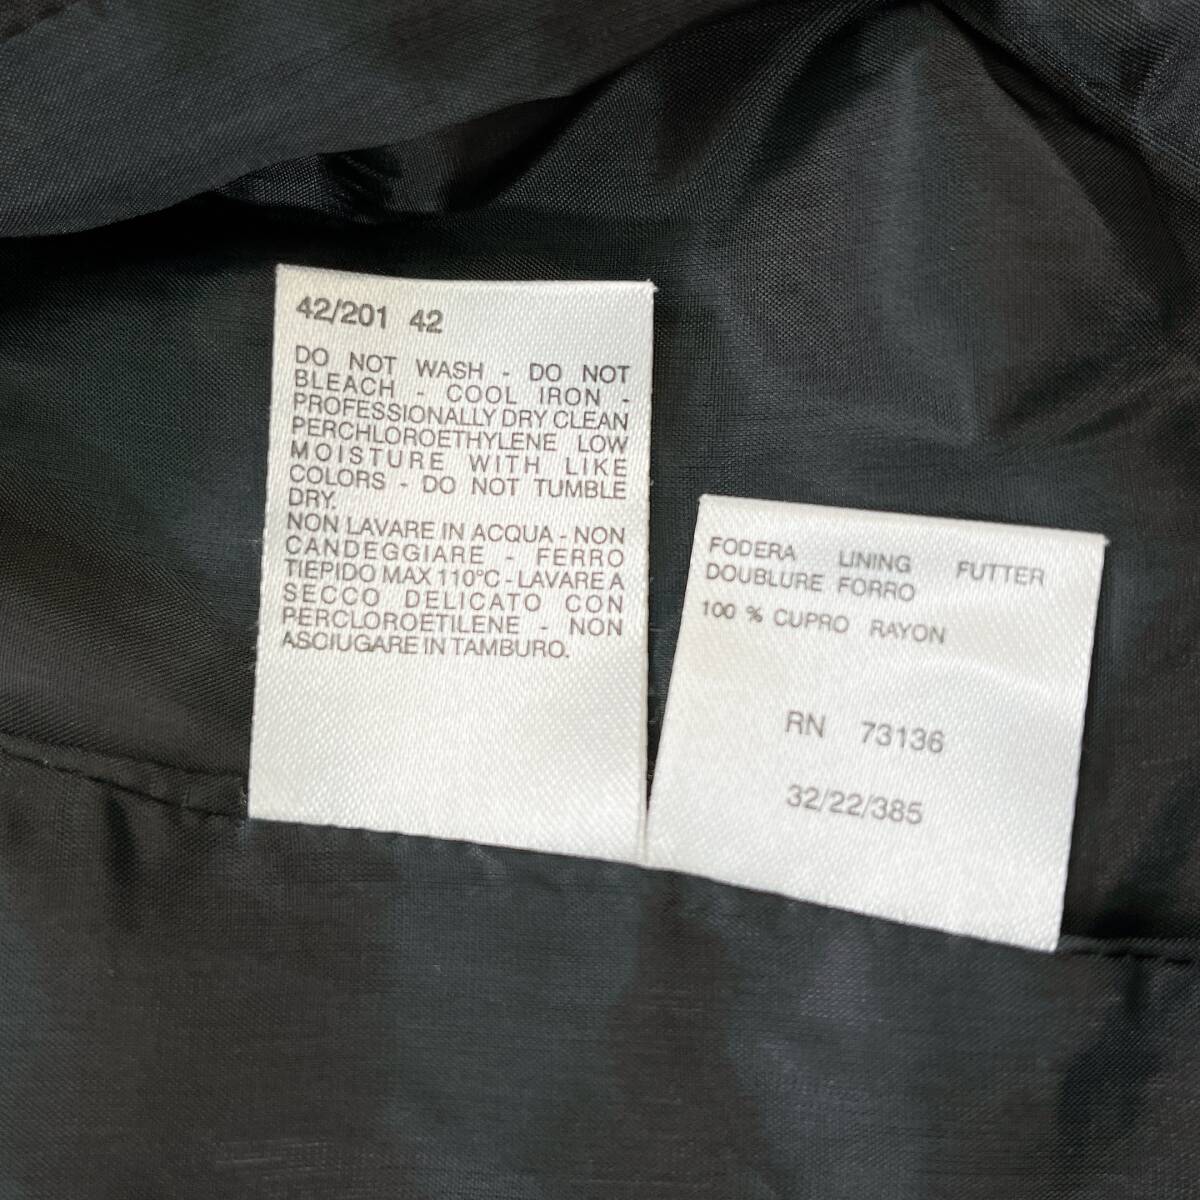 42/201 42
DO NOT WASH - DO NOT
BLEACH - COOL IRON -
PROFESSIONALLY DRY CLEAN
PERCHLOROETHYLENE LOW
MOISTURE WITH LIKE
COLORS - DO NOT TUMBLE
DRY.
NON LAVARE IN ACQUA - NON
CANDEGGIARE - FERRO
TIEPIDO MAX 110°C - LAVARE A
SECCO DELICATO CON
PERCLOROETILENE - NON
ASCIUGARE IN TAMBURO.
FODERA LINING FUTTER
DOUBLURE FORRO
100 % CUPRO RAYON
RN 73136
32/22/385